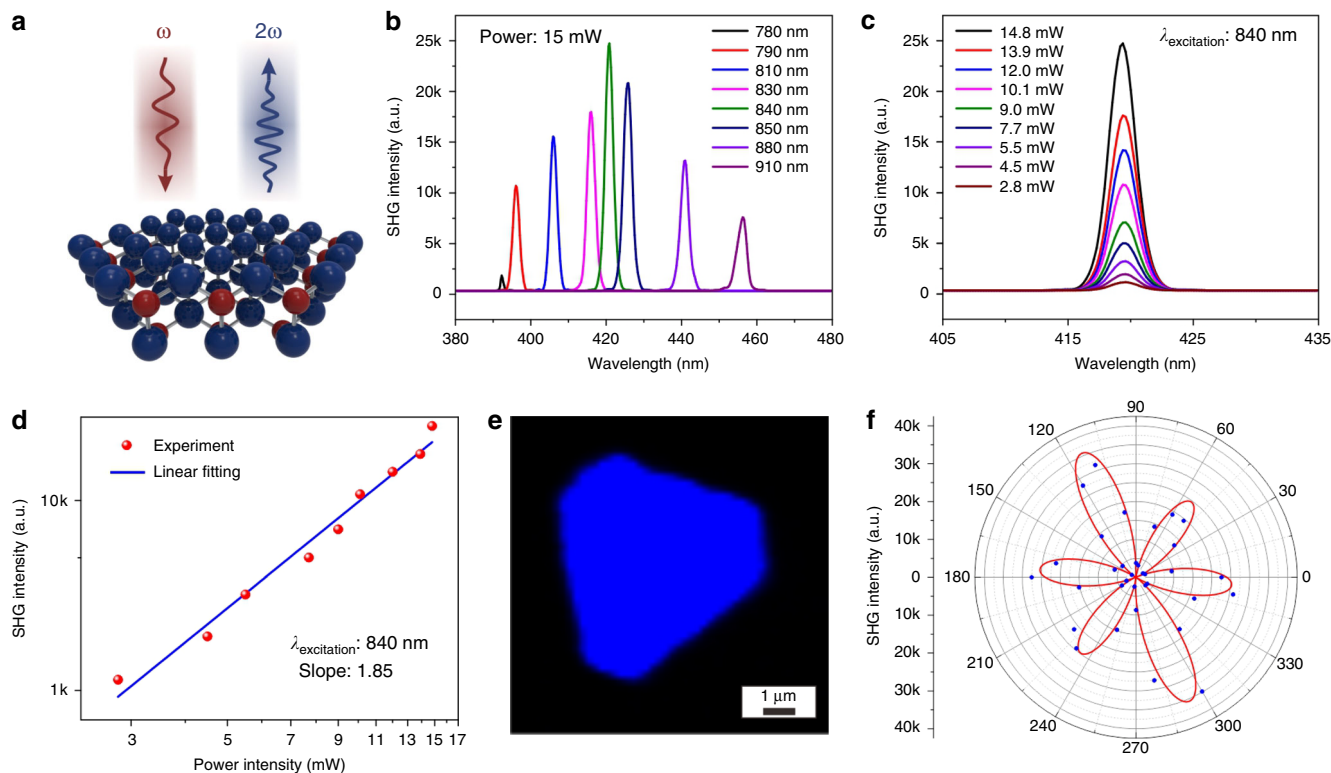 a
ω
2ω
b
Power: 15 mW
780 nm
790 nm
810 nm
830 nm
840 nm
850 nm
880 nm
910 nm
25k
20k
15k
10k
5k
0
SHG intensity (a.u.)
380
400
420
440
460
480
Wavelength (nm)
c
14.8 mW
13.9 mW
12.0 mW
10.1 mW
9.0 mW
7.7 mW
5.5 mW
4.5 mW
2.8 mW
λexcitation: 840 nm
25k
20k
15k
10k
5k
0
SHG intensity (a.u.)
405
415
425
435
Wavelength (nm)
d
Experiment
Linear fitting
10k
1k
SHG intensity (a.u.)
λexcitation: 840 nm
Slope: 1.85
3
5
7
9
11
13
15
17
Power intensity (mW)
e
1 μm
f
40k
30k
20k
10k
0
10k
20k
30k
40k
SHG intensity (a.u.)
90
60
30
0
330
300
270
240
210
180
150
120